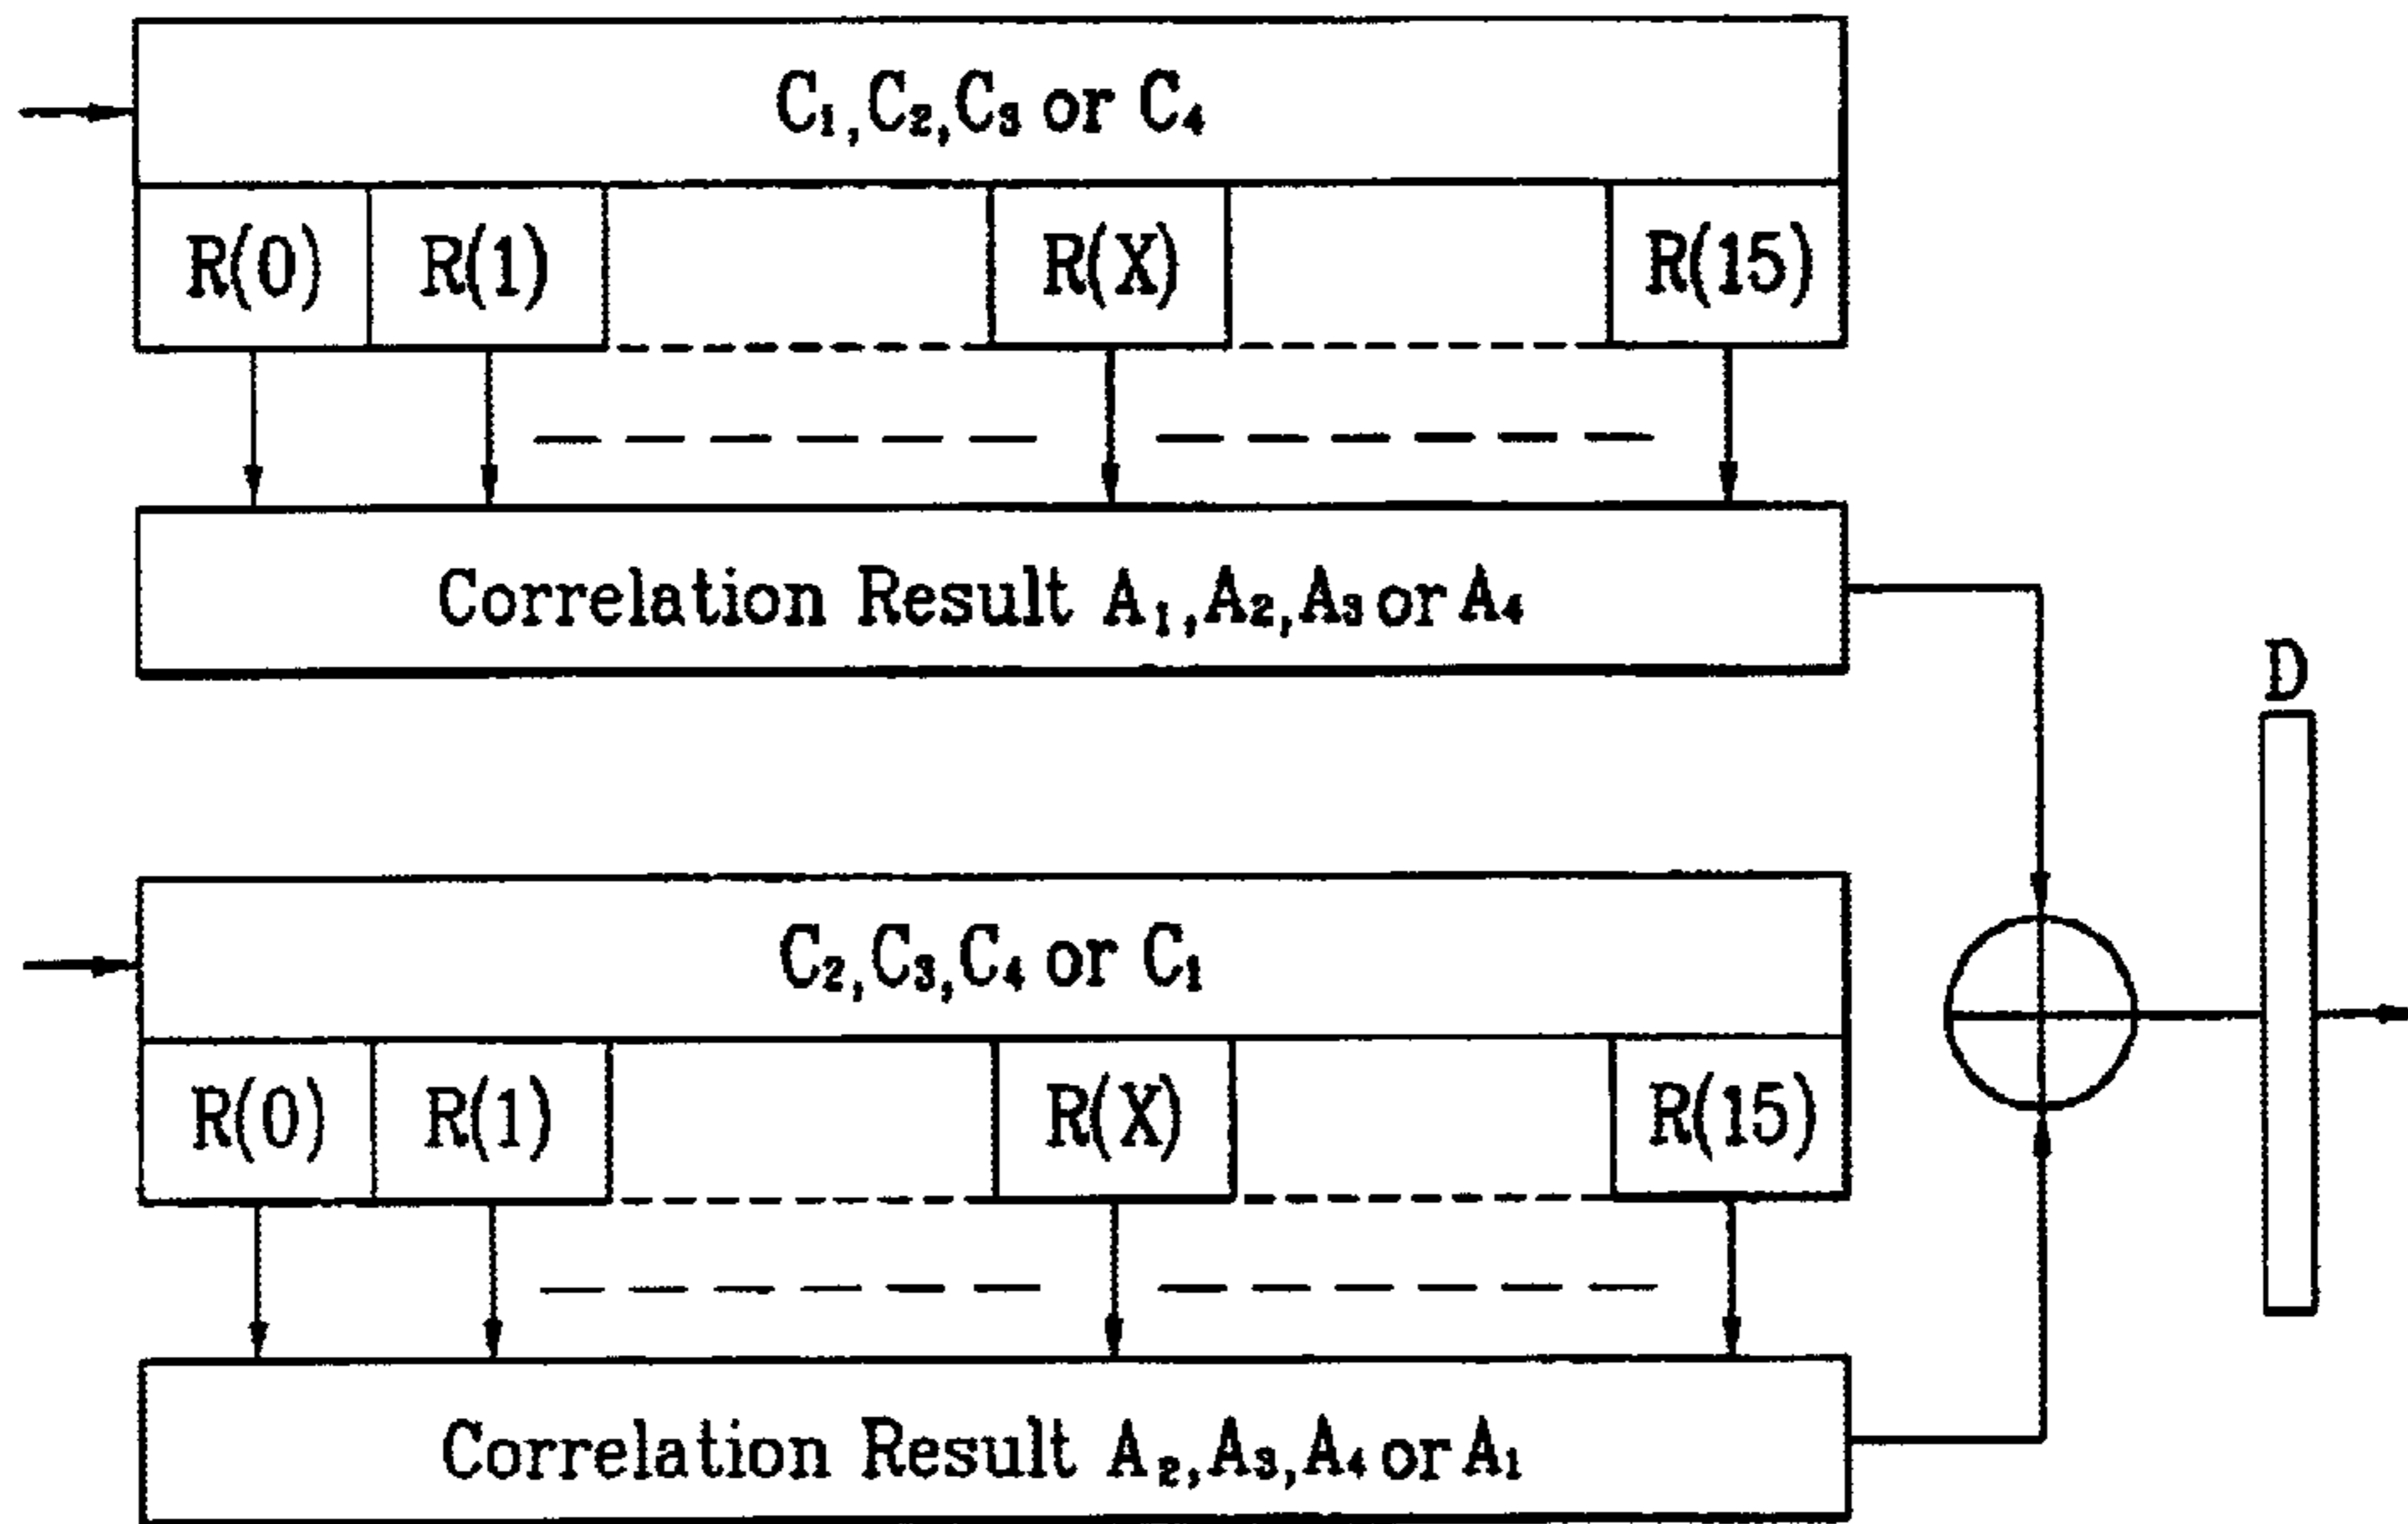 C₁,C₂,C₃ or C₄
R(0) R(1) R(X) R(15)
Correlation Result A₁,A₂,A₃ or A₄
D
C₂,C₃,C₄ or C₁
R(0) R(1) R(X) R(15)
Correlation Result A₂,A₃,A₄ or A₁